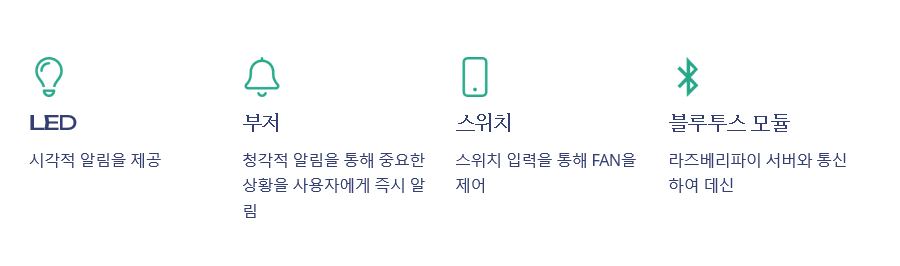 LED
시각적 알림을 제공
부저
청각적 알림을 통해 중요한
상황을 사용자에게 즉시 알
림
스위치
스위치 입력을 통해 FAN을
제어
블루투스 모듈
라즈베리파이 서버와 통신
하여 데신